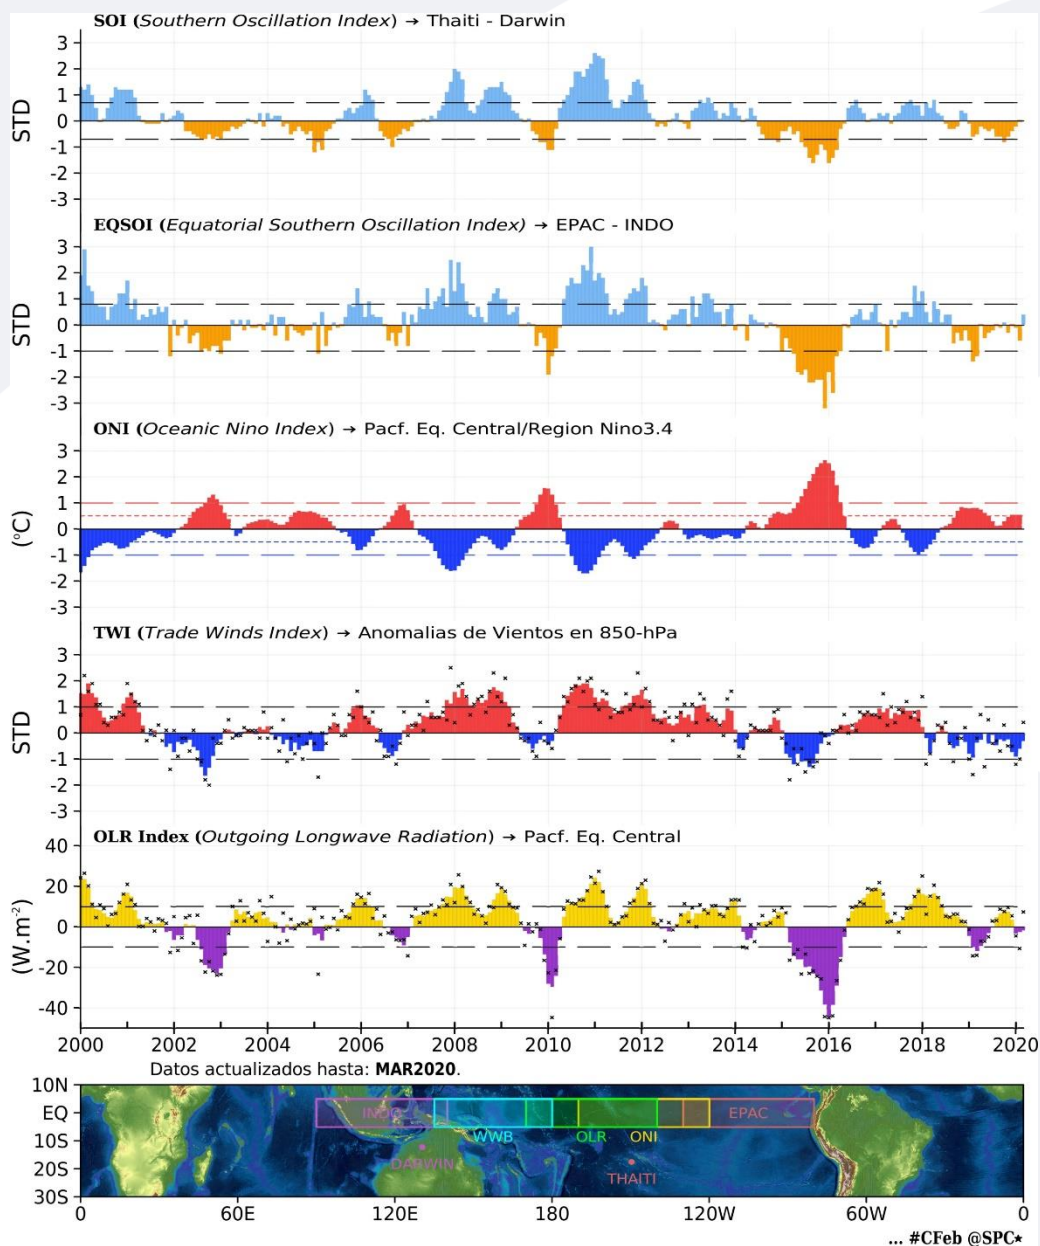 SOI (Southern Oscillation Index) → Thaiti - Darwin
3
2
1
0
-1
-2
-3
STD
EQSOI (Equatorial Southern Oscillation Index) → EPAC - INDO
3
2
1
0
-1
-2
-3
STD
ONI (Oceanic Nino Index) → Pacf. Eq. Central/Region Nino3.4
3
2
1
0
-1
-2
-3
(°C)
TWI (Trade Winds Index) → Anomalias de Vientos en 850-hPa
3
2
1
0
-1
-2
-3
STD
OLR Index (Outgoing Longwave Radiation) → Pacf. Eq. Central
40
20
0
-20
-40
(W.m⁻²)
2000 2002 2004 2006 2008 2010 2012 2014 2016 2018 2020
Datos actualizados hasta: MAR2020.
10N
EQ
10S
20S
30S
INDO
EPAC
WWB
OLR
ONI
DARWIN
THAITI
0 60E 120E 180 120W 60W 0
... #CFeb @SPC★